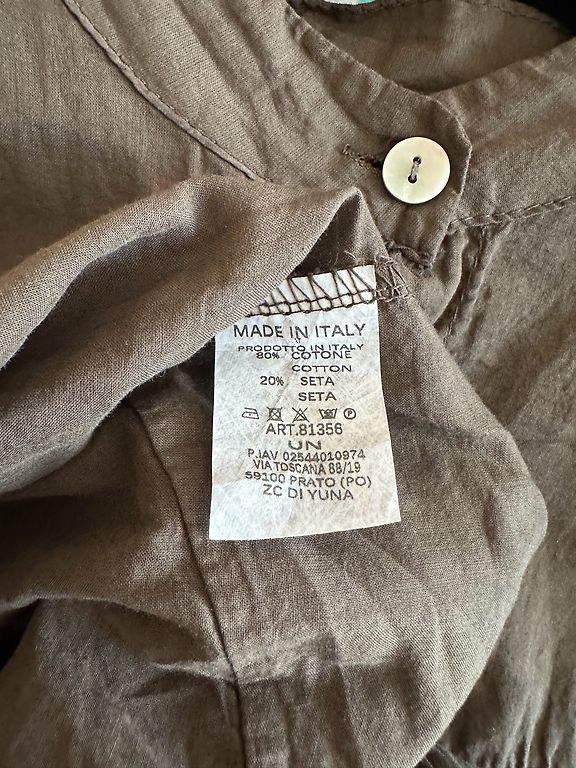 MADE IN ITALY
PRODOTTO IN ITALY
80% COTONE
COTTON
20% SETA
SETA
ART.81356
UN
P.IAV 02544010974
VIA TOSCANA 88/19
59100 PRATO (PO)
ZC DI YUNA